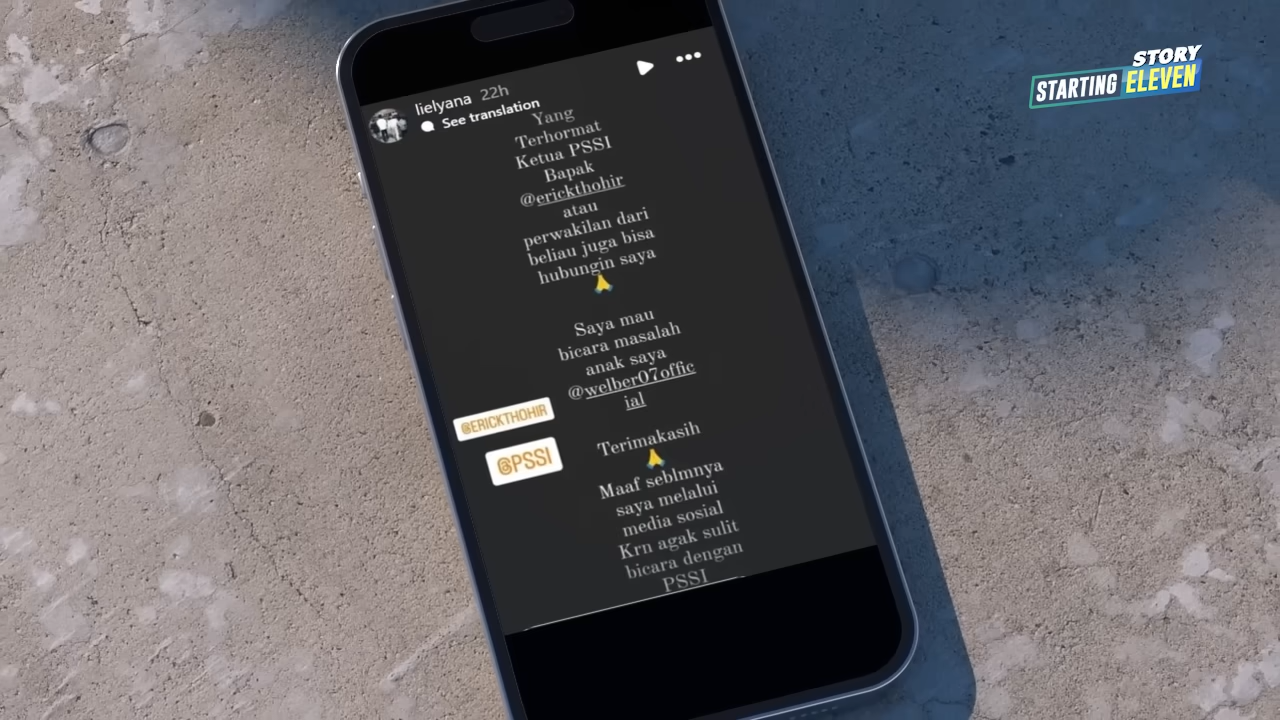 STORY
STARTING ELEVEN
lielyana 22h
See translation
Yang
Terhormat
Ketua PSSI
Bapak
@erickthohir
atau
perwakilan dari
beliau juga bisa
hubungin saya
🙏
Saya mau
bicara masalah
anak saya
@welber07offic
ial
@ERICKTHOHIR
@PSSI
Terimakasih
🙏
Maaf seblmnya
saya melalui
media sosial
Krn agak sulit
bicara dengan
PSSI